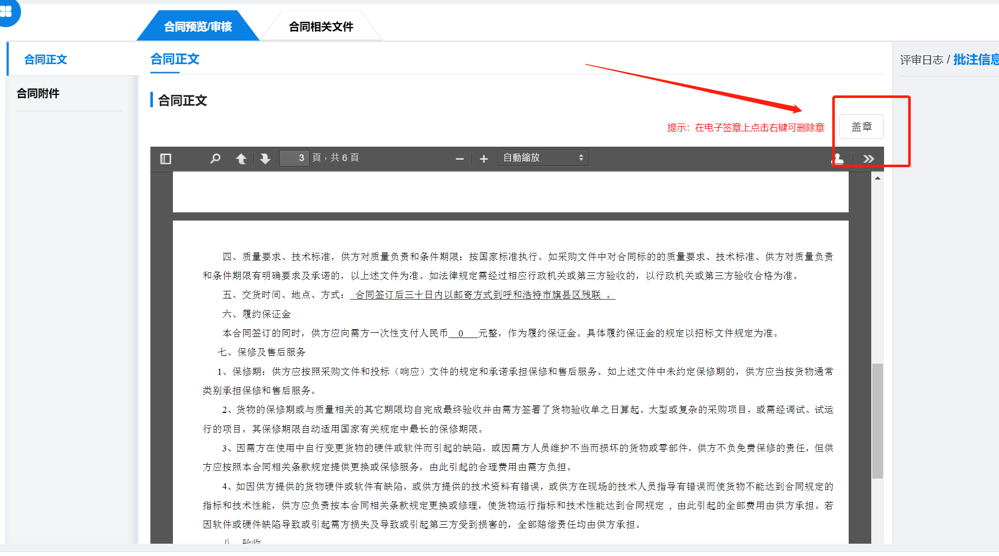 合同预览/审核
合同相关文件
合同正文
合同附件
合同正文
合同正文
评审日志 / 批注信息
提示：在电子签章上点击右键可删除章
盖章
3 頁，共 6 頁
自動縮放
四、质量要求、技术标准，供方对质量负责和条件期限：按国家标准执行。如采购文件中对合同标的的质量要求、技术标准、供方对质量负责
和条件期限有明确要求及承诺的，以上述文件为准。如法律规定需经过相应行政机关或第三方验收的，以行政机关或第三方验收合格为准。
五、交货时间、地点、方式： 合同签订后三十日内以邮寄方式到呼和浩特市旗县区残联 。
六、履约保证金
本合同签订的同时，供方应向需方一次性支付人民币 0 元整，作为履约保证金。具体履约保证金的规定以招标文件规定为准。
七、保修及售后服务
1、保修期：供方应按照采购文件和投标（响应）文件的规定和承诺承担保修和售后服务。如上述文件中未约定保修期的，供方应当按货物通常
类别承担保修和售后服务。
2、货物的保修期或与质量相关的其它期限均自完成最终验收并由需方签署了货物验收单之日算起。大型或复杂的采购项目，或需经调试、试运
行的项目，其保修期限自动适用国家有关规定中最长的保修期限。
3、因需方在使用中自行变更货物的硬件或软件而引起的缺陷，或因需方人员维护不当而损坏的货物或零部件，供方不负免费保修的责任，但供
方应按照本合同相关条款规定提供更换或保修服务，由此引起的合理费用由需方负担。
4、如因供方提供的货物硬件或软件有缺陷，或供方提供的技术资料有错误，或供方在现场的技术人员指导有错误而使货物不能达到合同规定的
指标和技术性能，供方应负责按本合同相关条款规定更换或修理，使货物运行指标和技术性能达到合同规定 , 由此引起的全部费用由供方承担。若
因软件或硬件缺陷导致或引起需方损失及导致或引起第三方受到损害的，全部赔偿责任均由供方承担。
八、验收